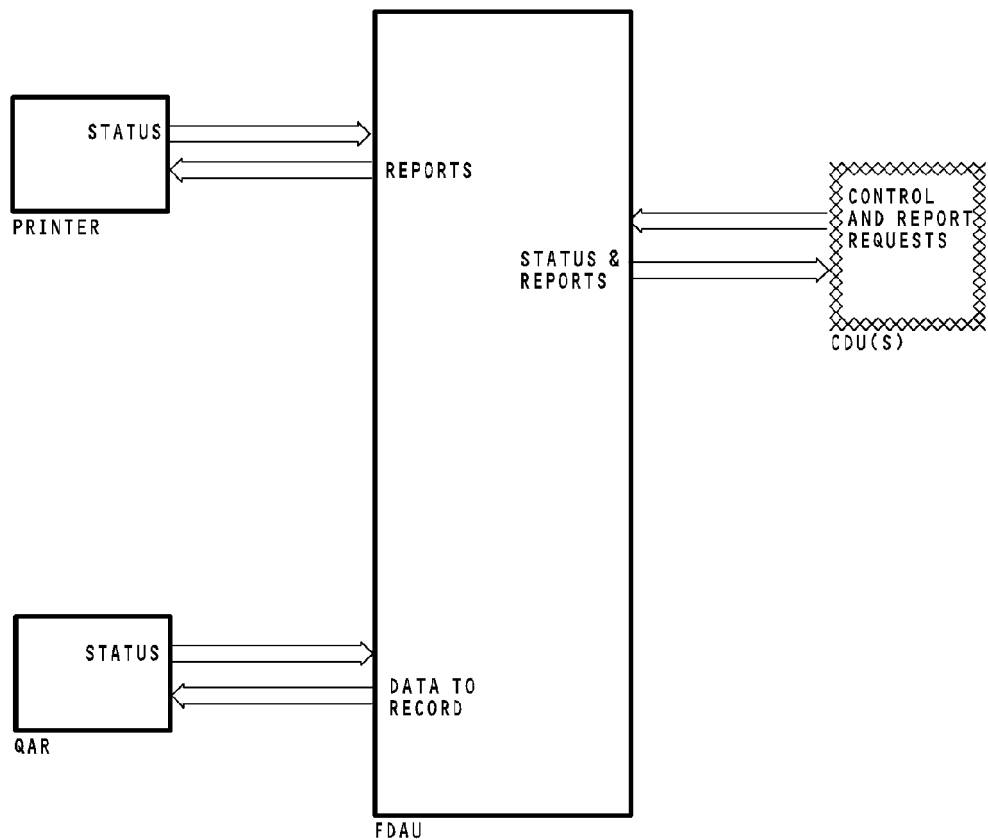 STATUS
REPORTS
PRINTER
CONTROL
AND REPORT
REQUESTS
STATUS &
REPORTS
CDU(S)
STATUS
DATA TO
RECORD
QAR
FDAU